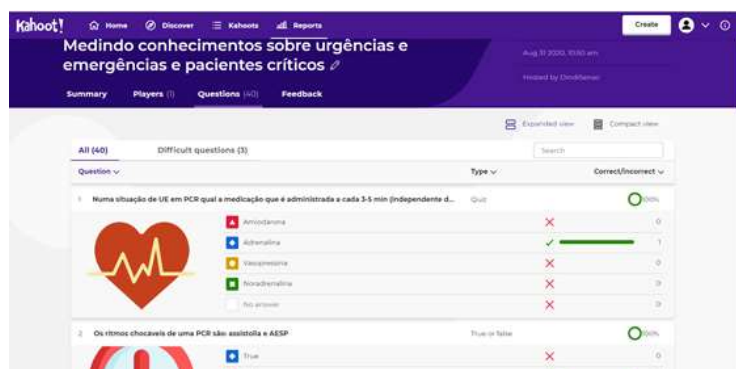 Kahoot! Home Discover Kahoots Reports Create
Medindo conhecimentos sobre urgências e
emergências e pacientes críticos
Aug 31 2020, 10:50 am
Hosted by
Summary Players (1) Questions (40) Feedback
Expanded view Compact view
All (40) Difficult questions (3) Search
Question Type Correct/incorrect
1 Numa situação de UE em PCR qual a medicação que é administrada a cada 3-5 min (independente d... Quiz 100%
Amiodarona 0
Adrenalina 1
Vasopressina 0
Noradrenalina 0
No answer 0
2 Os ritmos chocaveis de uma PCR são: assistolia e AESP True or false 100%
True 0